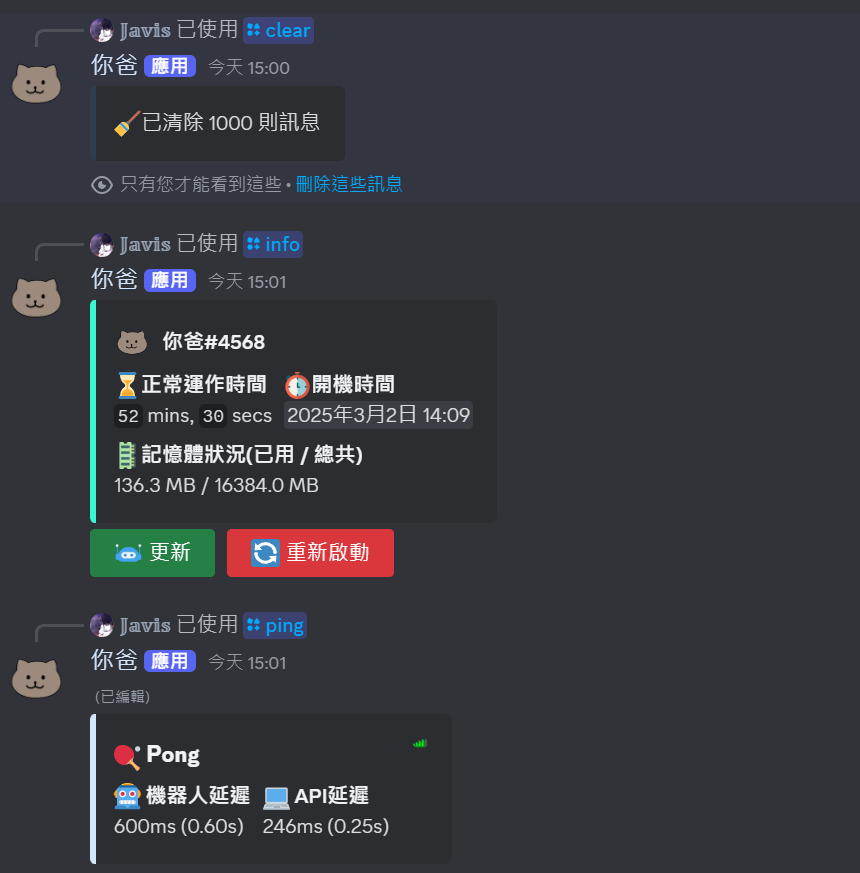 Javis 已使用 clear
你爸 應用 今天 15:00
🧹已清除 1000 則訊息
只有您才能看到這些 • 刪除這些訊息
Javis 已使用 info
你爸 應用 今天 15:01
你爸#4568
⏳正常運作時間 ⏱️開機時間
52 mins, 30 secs 2025年3月2日 14:09
記憶體狀況(已用 / 總共)
136.3 MB / 16384.0 MB
更新 🔄 重新啟動
Javis 已使用 ping
你爸 應用 今天 15:01
(已編輯)
🏓 Pong
🤖機器人延遲 💻API延遲
600ms (0.60s) 246ms (0.25s)